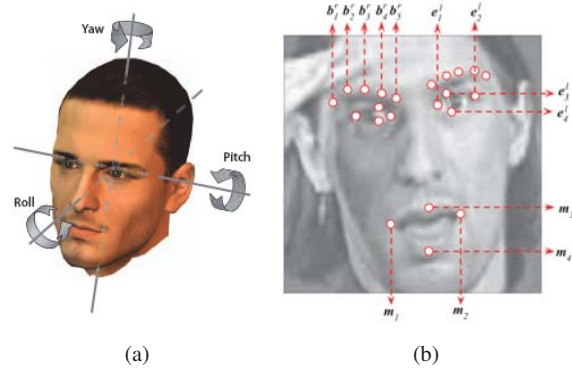 Yaw
Pitch
Roll
(a)
b₁ʳ b₂ʳ b₃ʳ b₄ʳ b₅ʳ e₁ˡ e₂ˡ
e₃ˡ
e₄ˡ
m₃
m₄
m₁ m₂
(b)